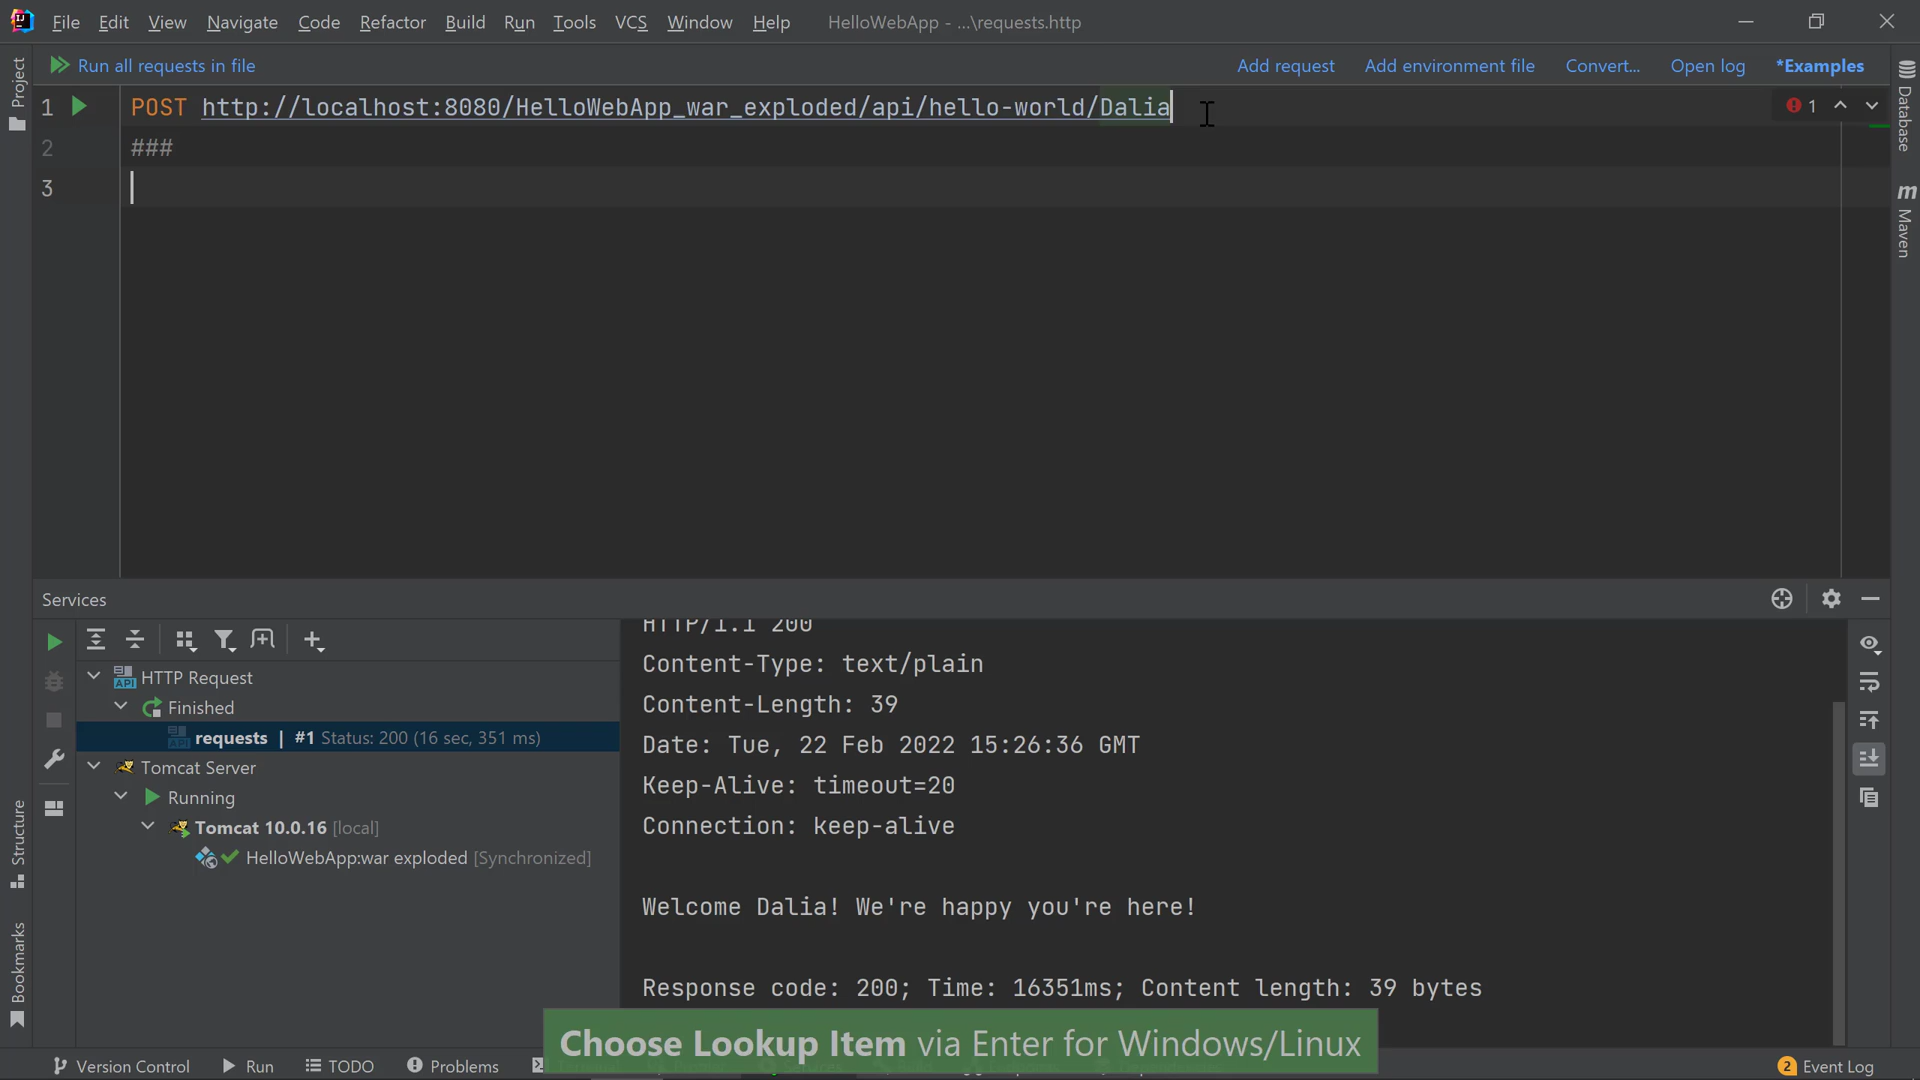 File Edit View Navigate Code Refactor Build Run Tools VCS Window Help HelloWebApp - ...\requests.http
Run all requests in file Add request Add environment file Convert... Open log *Examples
1 POST http://localhost:8080/HelloWebApp_war_exploded/api/hello-world/Dalia 1
2 ###
3
Project
Database
m Maven
Structure
Bookmarks
Services
HTTP Request
API
Finished
API requests | #1 Status: 200 (16 sec, 351 ms)
Tomcat Server
Running
Tomcat 10.0.16 [local]
HelloWebApp:war exploded [Synchronized]
HTTP/1.1 200
Content-Type: text/plain
Content-Length: 39
Date: Tue, 22 Feb 2022 15:26:36 GMT
Keep-Alive: timeout=20
Connection: keep-alive
Welcome Dalia! We're happy you're here!
Response code: 200; Time: 16351ms; Content length: 39 bytes
Choose Lookup Item via Enter for Windows/Linux
Version Control Run TODO Problems 2 Event Log